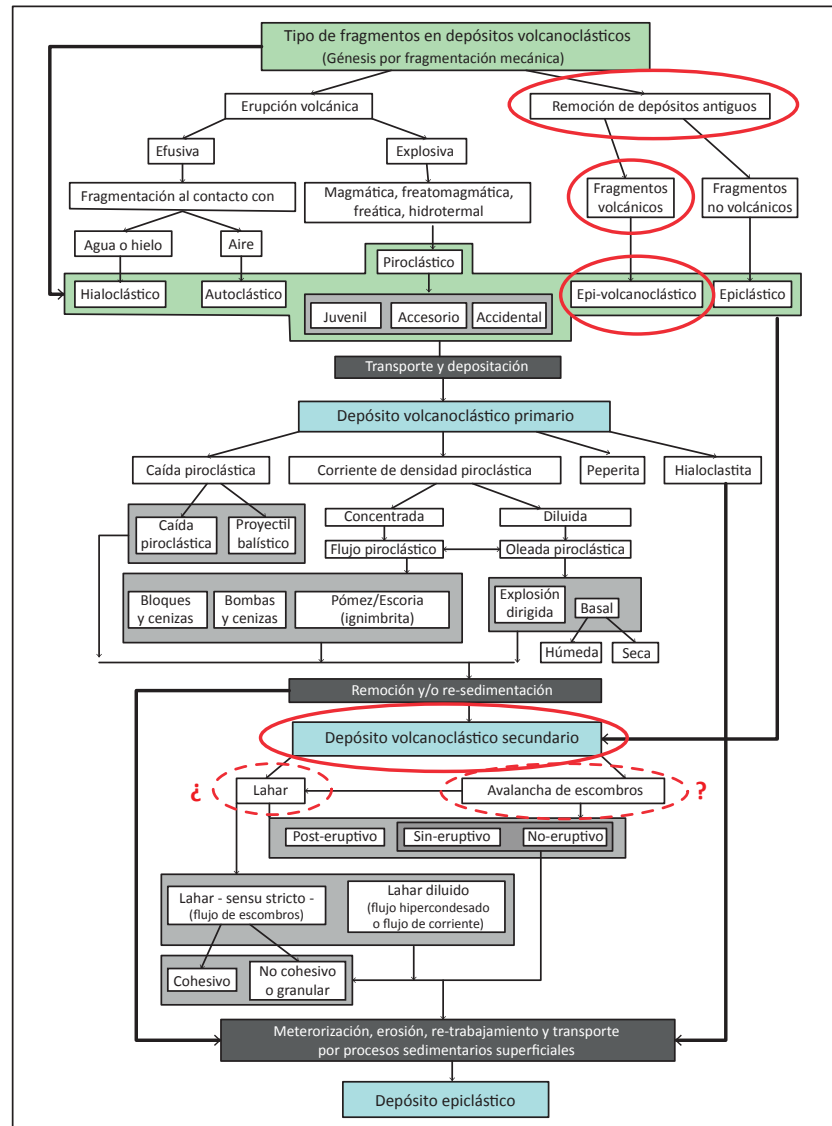 Tipo de fragmentos en depósitos volcanoclásticos
(Génesis por fragmentación mecánica)
Erupción volcánica
Remoción de depósitos antiguos
Efusiva
Explosiva
Fragmentación al contacto con
Magmática, freatomagmática,
freática, hidrotermal
Fragmentos
volcánicos
Fragmentos
no volcánicos
Agua o hielo
Aire
Piroclástico
Hialoclástico
Autoclástico
Epi-volcanoclástico
Epiclástico
Juvenil
Accesorio
Accidental
Transporte y depositación
Depósito volcanoclástico primario
Caída piroclástica
Corriente de densidad piroclástica
Peperita
Hialoclastita
Concentrada
Diluida
Caída
piroclástica
Proyectil
balístico
Flujo piroclástico
Oleada piroclástica
Bloques
y cenizas
Bombas
y cenizas
Pómez/Escoria
(ignimbrita)
Explosión
dirigida
Basal
Húmeda
Seca
Remoción y/o re-sedimentación
Depósito volcanoclástico secundario
¿
Lahar
Avalancha de escombros
?
Post-eruptivo
Sin-eruptivo
No-eruptivo
Lahar - sensu stricto -
(flujo de escombros)
Lahar diluido
(flujo hipercondesado
o flujo de corriente)
Cohesivo
No cohesivo
o granular
Meterorización, erosión, re-trabajamiento y transporte
por procesos sedimentarios superficiales
Depósito epiclástico